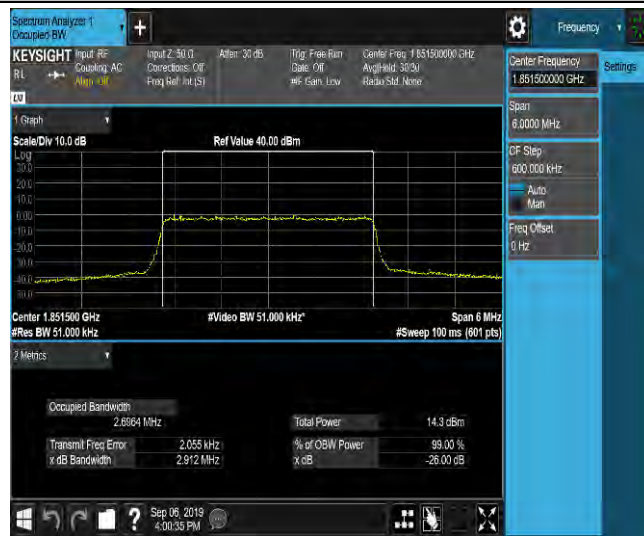 Spectrum Analyzer 1
Occupied BW
Frequency
KEYSIGHT
RL
Input: RF
Coupling: AC
Align: Off
Input Z: 50 Ω
Corrections: Off
Freq Ref: Int (S)
Atten: 30 dB
Trig: Free Run
Gate: Off
#IF Gain: Low
Center Freq: 1.851500000 GHz
Avg|Hold: 30/30
Radio Std: None
Center Frequency
1.851500000 GHz
Settings
Span
6.0000 MHz
CF Step
600.000 kHz
Auto
Man
Freq Offset
0 Hz
1 Graph
Scale/Div 10.0 dB
Ref Value 40.00 dBm
Log
30.0
20.0
10.0
0.00
-10.0
-20.0
-30.0
-40.0
-50.0
Center 1.851500 GHz
#Video BW 51.000 kHz*
Span 6 MHz
#Res BW 51.000 kHz
#Sweep 100 ms (601 pts)
2 Metrics
Occupied Bandwidth
2.6964 MHz
Total Power
14.3 dBm
Transmit Freq Error
2.055 kHz
% of OBW Power
99.00 %
x dB Bandwidth
2.912 MHz
x dB
-26.00 dB
Sep 06, 2019
4:00:35 PM